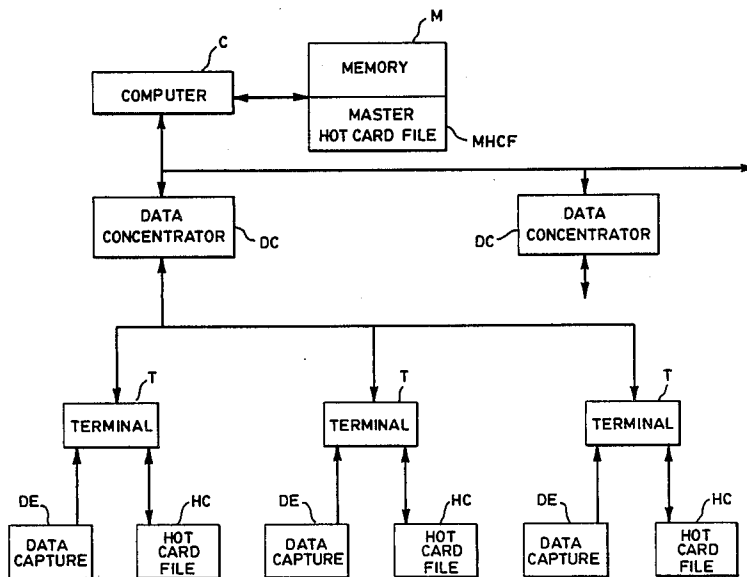 C
M
COMPUTER
MEMORY
MASTER
HOT CARD FILE
MHCF
DATA
CONCENTRATOR
DC
DATA
CONCENTRATOR
DC
T
T
T
TERMINAL
TERMINAL
TERMINAL
DE
HC
DE
HC
DE
HC
DATA
CAPTURE
HOT
CARD FILE
DATA
CAPTURE
HOT
CARD FILE
DATA
CAPTURE
HOT
CARD FILE